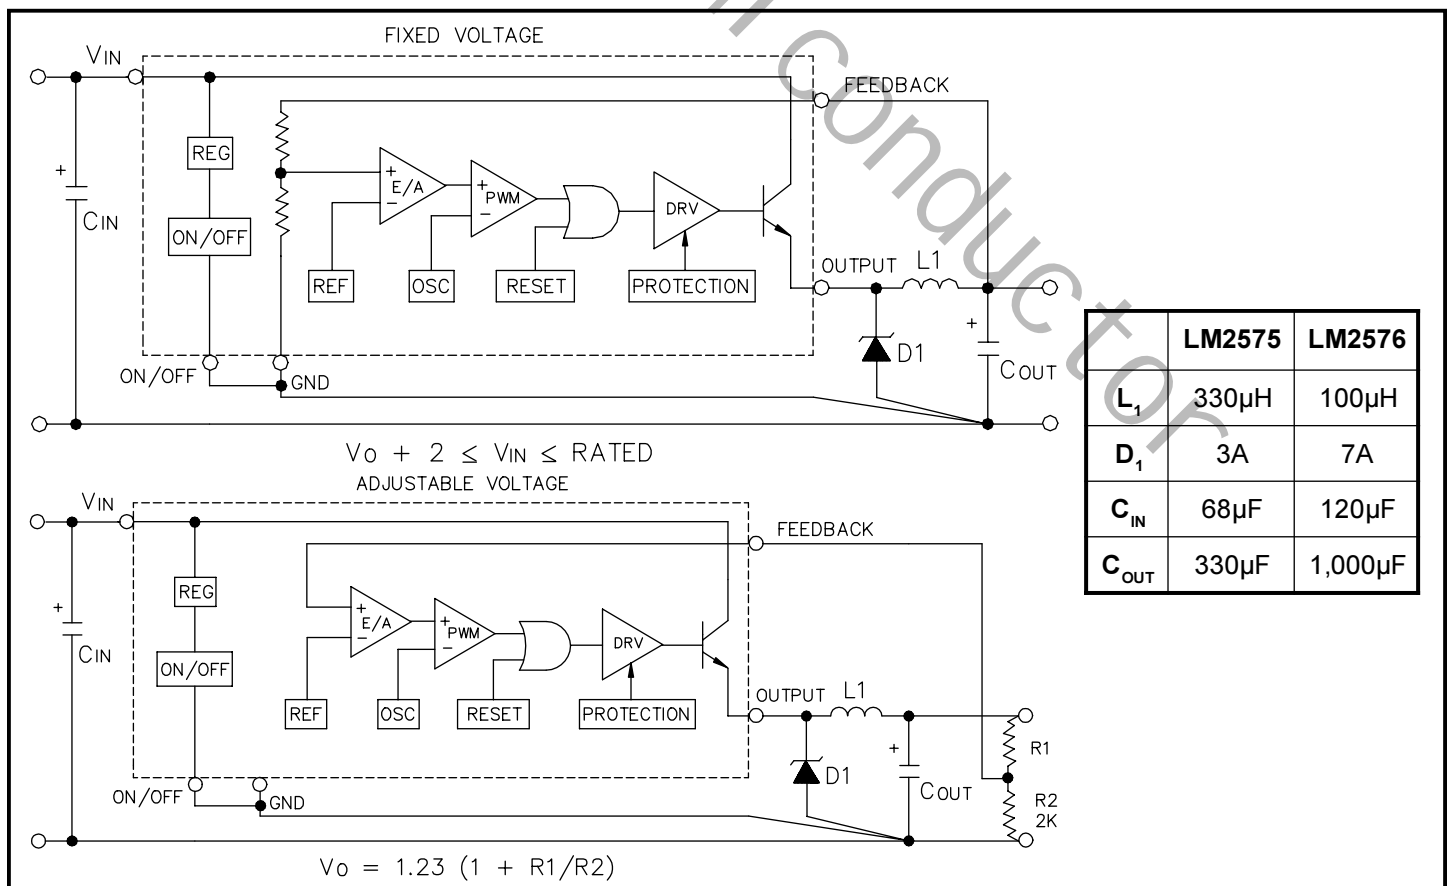 FIXED VOLTAGE
VIN
FEEDBACK
REG
+
E/A
−
+
PWM
−
DRV
+
CIN
ON/OFF
REF
OSC
RESET
PROTECTION
OUTPUT
L1
D1
+
COUT
ON/OFF
GND
VO + 2 ≤ VIN ≤ RATED
ADJUSTABLE VOLTAGE
VIN
FEEDBACK
REG
+
E/A
−
+
PWM
−
DRV
+
CIN
ON/OFF
REF
OSC
RESET
PROTECTION
OUTPUT
L1
D1
+
COUT
R1
R2
2K
ON/OFF
GND
VO = 1.23 (1 + R1/R2)
LM2575 LM2576
L1 330µH 100µH
D1 3A 7A
CIN 68µF 120µF
COUT 330µF 1,000µF
conductor